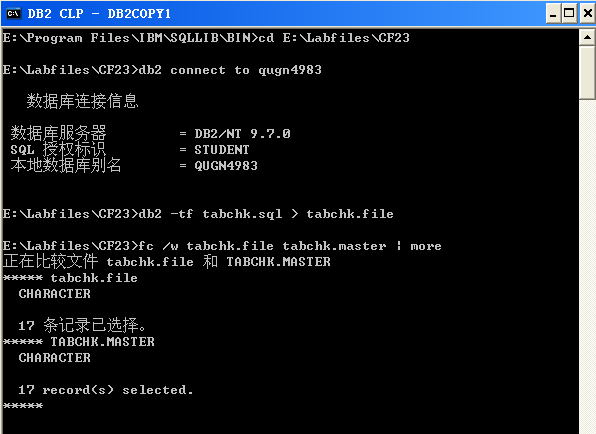 DB2 CLP - DB2COPY1
E:\Program Files\IBM\SQLLIB\BIN>cd E:\Labfiles\CF23
E:\Labfiles\CF23>db2 connect to qugn4983
数据库连接信息
数据库服务器 = DB2/NT 9.7.0
SQL 授权标识 = STUDENT
本地数据库别名 = QUGN4983
E:\Labfiles\CF23>db2 -tf tabchk.sql > tabchk.file
E:\Labfiles\CF23>fc /w tabchk.file tabchk.master | more
正在比较文件 tabchk.file 和 TABCHK.MASTER
***** tabchk.file
CHARACTER
17 条记录已选择。
***** TABCHK.MASTER
CHARACTER
17 record(s) selected.
*****